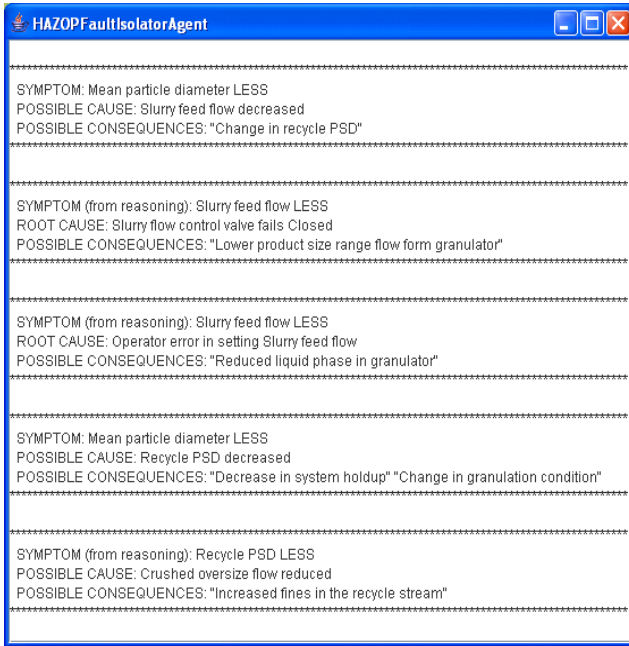 HAZOPFaultIsolatorAgent
********************************************************************************************************************************
SYMPTOM: Mean particle diameter LESS
POSSIBLE CAUSE: Slurry feed flow decreased
POSSIBLE CONSEQUENCES: "Change in recycle PSD"
********************************************************************************************************************************
********************************************************************************************************************************
SYMPTOM (from reasoning): Slurry feed flow LESS
ROOT CAUSE: Slurry flow control valve fails Closed
POSSIBLE CONSEQUENCES: "Lower product size range flow form granulator"
********************************************************************************************************************************
********************************************************************************************************************************
SYMPTOM (from reasoning): Slurry feed flow LESS
ROOT CAUSE: Operator error in setting Slurry feed flow
POSSIBLE CONSEQUENCES: "Reduced liquid phase in granulator"
********************************************************************************************************************************
********************************************************************************************************************************
SYMPTOM: Mean particle diameter LESS
POSSIBLE CAUSE: Recycle PSD decreased
POSSIBLE CONSEQUENCES: "Decrease in system holdup" "Change in granulation condition"
********************************************************************************************************************************
********************************************************************************************************************************
SYMPTOM (from reasoning): Recycle PSD LESS
POSSIBLE CAUSE: Crushed oversize flow reduced
POSSIBLE CONSEQUENCES: "Increased fines in the recycle stream"
********************************************************************************************************************************